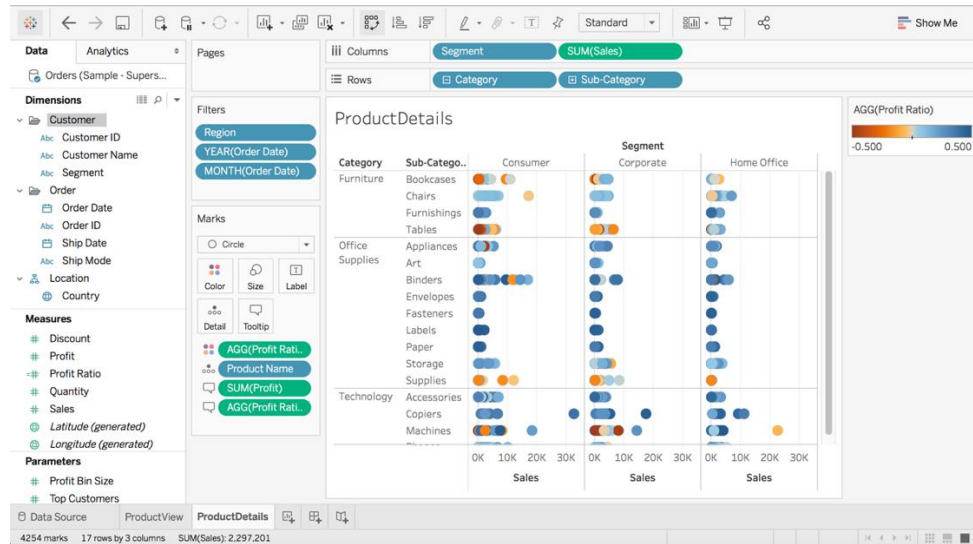 Standard
Show Me
Data
Analytics
Orders (Sample - Supers...
Dimensions
Customer
Abc Customer ID
Abc Customer Name
Abc Segment
Order
Order Date
Abc Order ID
Ship Date
Abc Ship Mode
Location
Country
Measures
# Discount
# Profit
=# Profit Ratio
# Quantity
# Sales
Latitude (generated)
Longitude (generated)
Parameters
# Profit Bin Size
# Top Customers
Pages
Filters
Region
YEAR(Order Date)
MONTH(Order Date)
Marks
Circle
Color Size Label
Detail Tooltip
AGG(Profit Rati..
Product Name
SUM(Profit)
AGG(Profit Rati..
Columns Segment SUM(Sales)
Rows Category Sub-Category
ProductDetails
Segment
Category Sub-Catego.. Consumer Corporate Home Office
Furniture Bookcases
Chairs
Furnishings
Tables
Office Supplies Appliances
Art
Binders
Envelopes
Fasteners
Labels
Paper
Storage
Supplies
Technology Accessories
Copiers
Machines
Phones
0K 10K 20K 30K 0K 10K 20K 30K 0K 10K 20K 30K
Sales Sales Sales
AGG(Profit Ratio)
-0.500 0.500
Data Source ProductView ProductDetails
4254 marks 17 rows by 3 columns SUM(Sales): 2,297,201